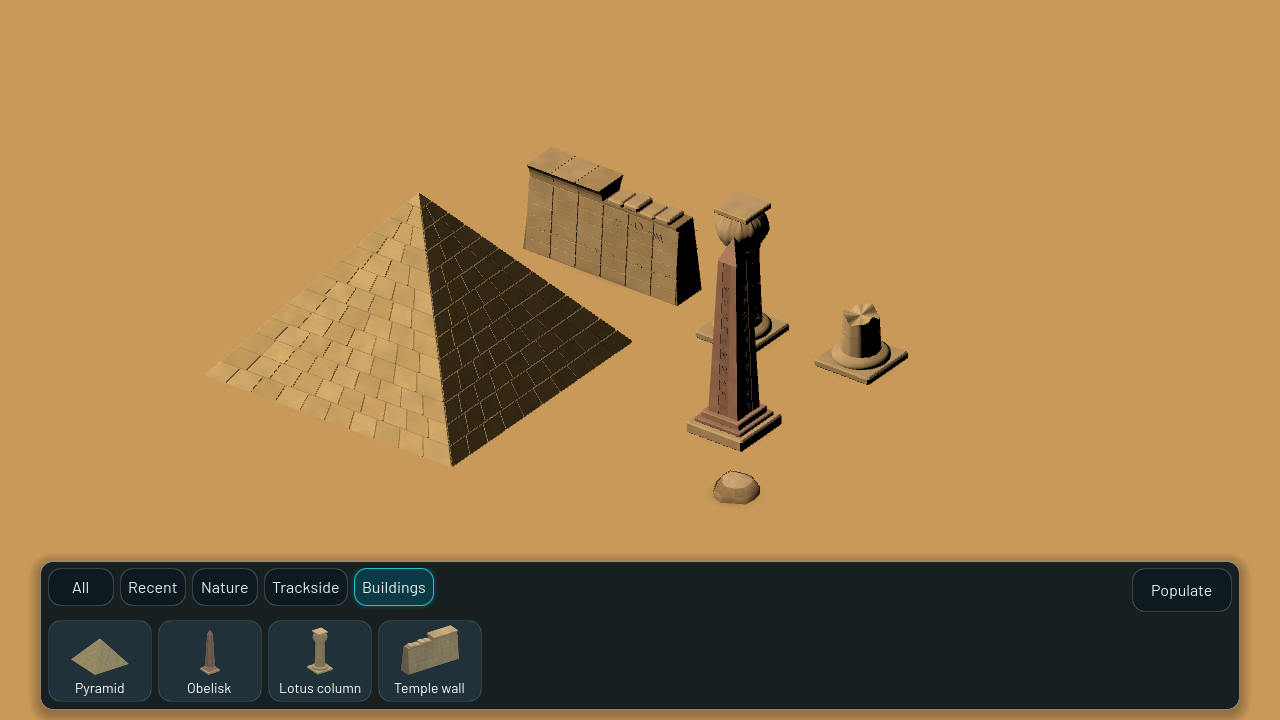 All
Recent
Nature
Trackside
Buildings
Populate
Pyramid
Obelisk
Lotus column
Temple wall